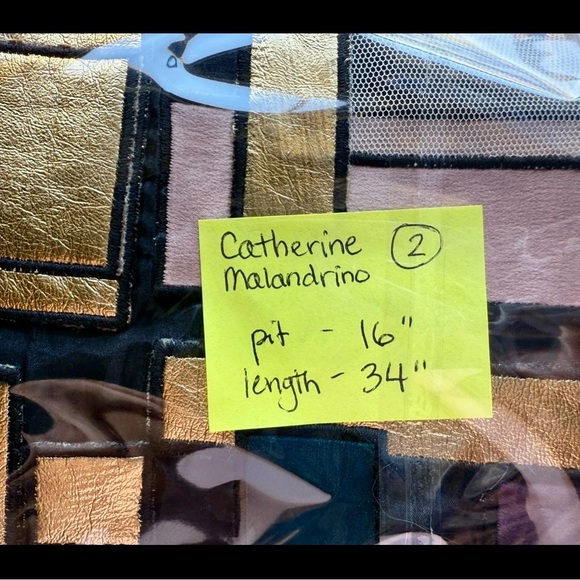 Catherine ②
Malandrino
pit - 16"
length - 34"